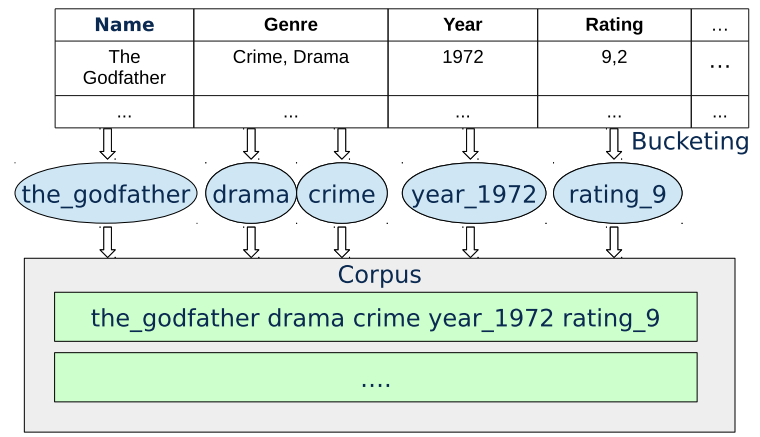 Name Genre Year Rating ...
The Godfather Crime, Drama 1972 9,2 ...
... ... ... ... ...
Bucketing
the_godfather drama crime year_1972 rating_9
Corpus
the_godfather drama crime year_1972 rating_9
....